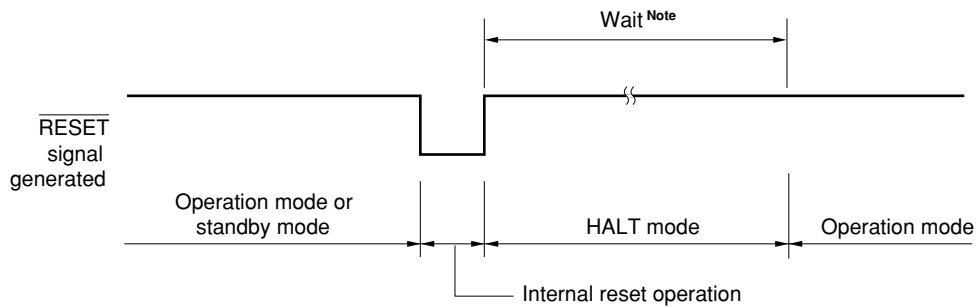 Wait Note
RESET
signal
generated
Operation mode or
standby mode
HALT mode
Operation mode
Internal reset operation